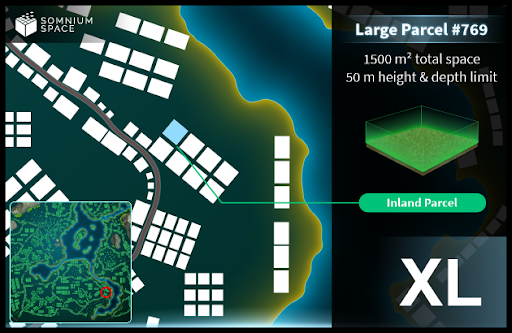 SOMNIUM
SPACE
Large Parcel #769
1500 m² total space
50 m height & depth limit
Inland Parcel
XL